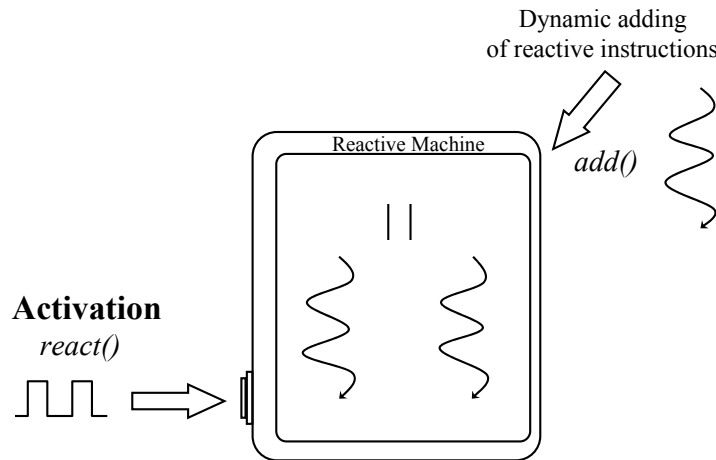 Dynamic adding
of reactive instructions
Reactive Machine
add()
||
Activation
react()